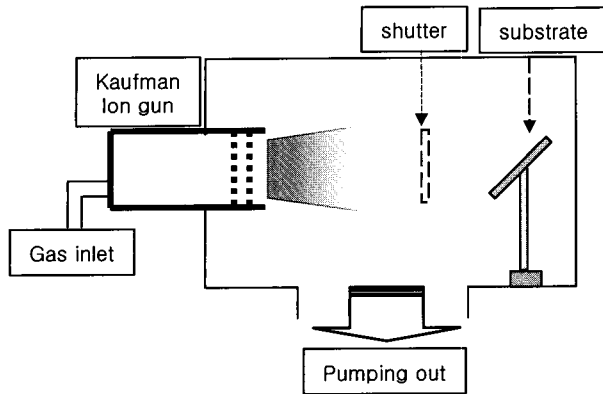 shutter
substrate
Kaufman
Ion gun
Gas inlet
Pumping out